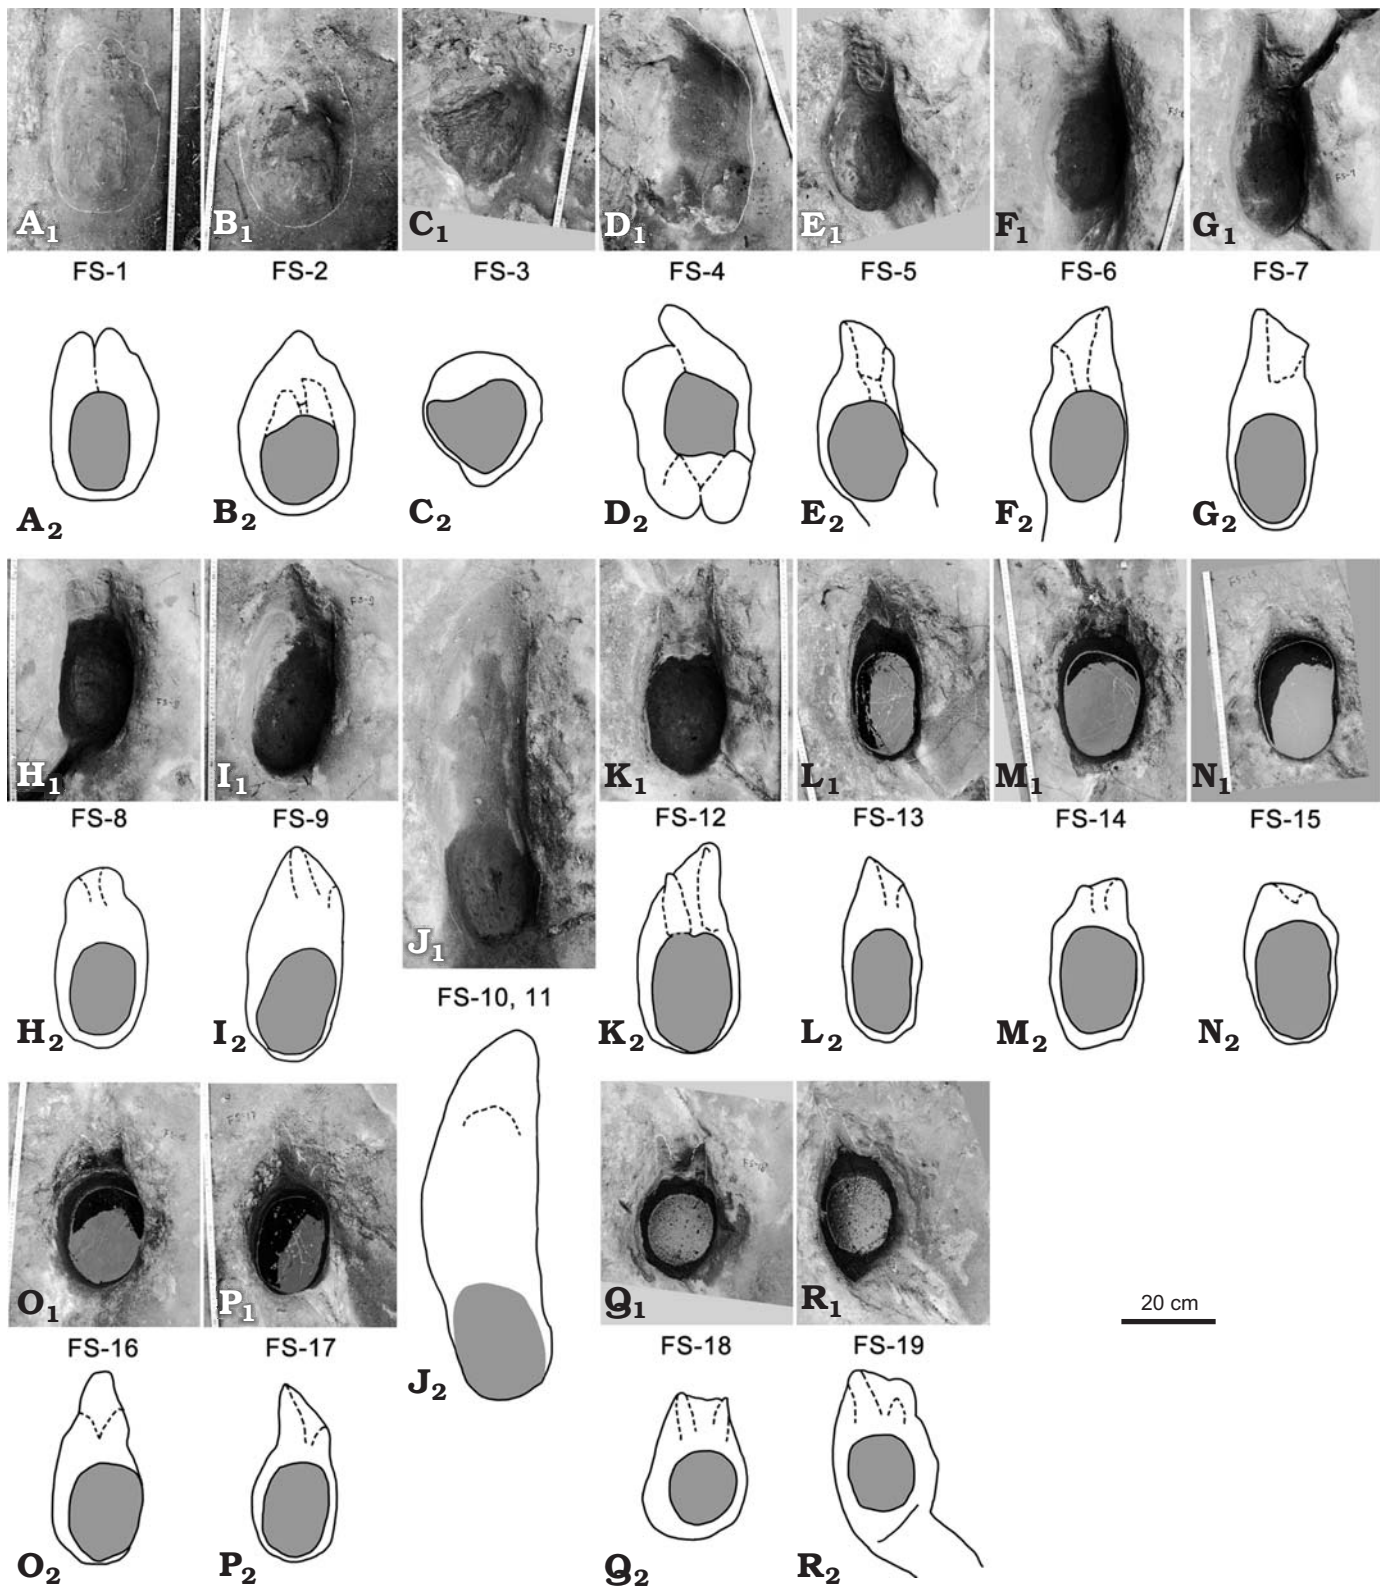 A1 B1 C1 D1 E1 F1 G1
FS-1 FS-2 FS-3 FS-4 FS-5 FS-6 FS-7
A2 B2 C2 D2 E2 F2 G2
H1 I1 J1 K1 L1 M1 N1
FS-8 FS-9 FS-12 FS-13 FS-14 FS-15
FS-10, 11
H2 I2 K2 L2 M2 N2
O1 P1 Q1 R1
20 cm
FS-16 FS-17 FS-18 FS-19
J2
O2 P2 Q2 R2